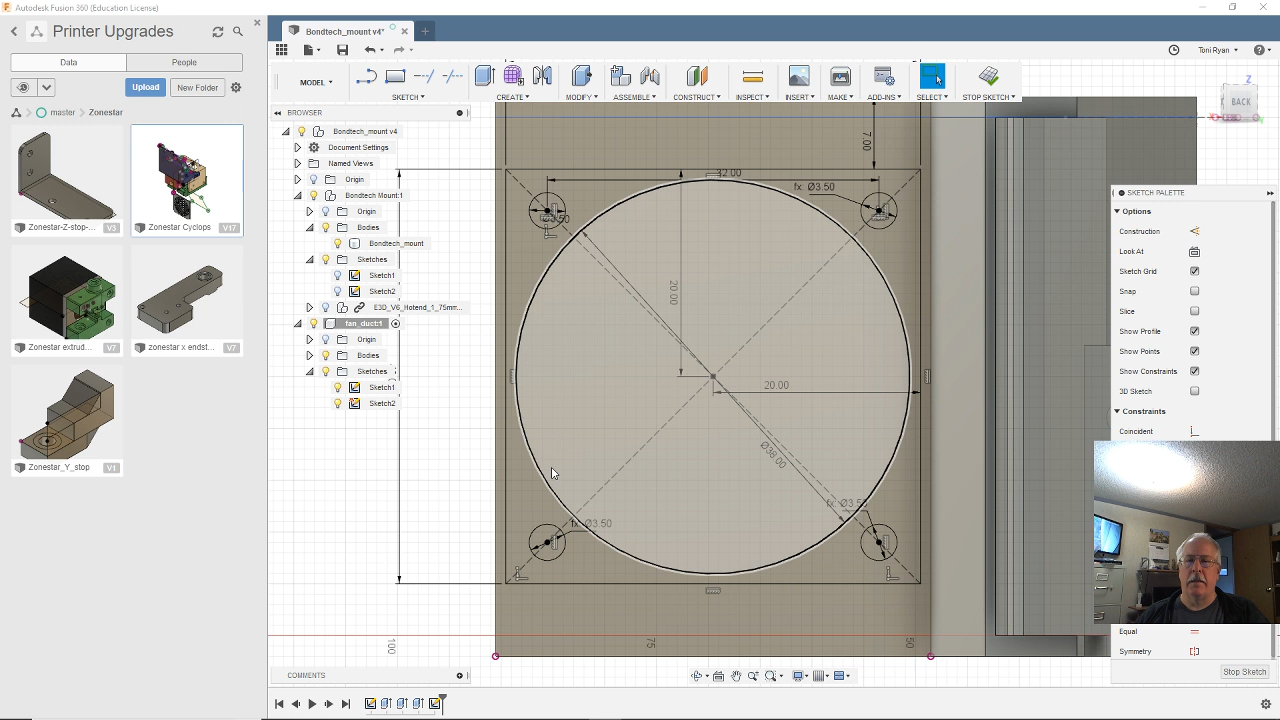 Autodesk Fusion 360 (Education License)
Printer Upgrades
Data
People
Upload
New Folder
master
Zonestar
Zonestar-Z-stop-...
V3
Zonestar Cyclops
V17
Zonestar extrud...
V7
zonestar x endst...
V7
Zonestar_Y_stop
V1
Bondtech_mount v4*
Toni Ryan
MODEL
SKETCH
CREATE
MODIFY
ASSEMBLE
CONSTRUCT
INSPECT
INSERT
MAKE
ADD-INS
SELECT
STOP SKETCH
BROWSER
Bondtech_mount v4
Document Settings
Named Views
Origin
Bondtech Mount:1
Origin
Bodies
Bondtech_mount
Sketches
Sketch1
Sketch2
E3D_V6_Hotend_1_75mm...
fan_duct:1
Origin
Bodies
Sketches
Sketch1
Sketch2
7.00
32.00
fx: Ø3.50
20.00
20.00
Ø38.00
fx: Ø3.50
100
75
50
Z
BACK
SKETCH PALETTE
Options
Construction
Look At
Sketch Grid
Snap
Slice
Show Profile
Show Points
Show Constraints
3D Sketch
Constraints
Coincident
Equal
Symmetry
Stop Sketch
COMMENTS